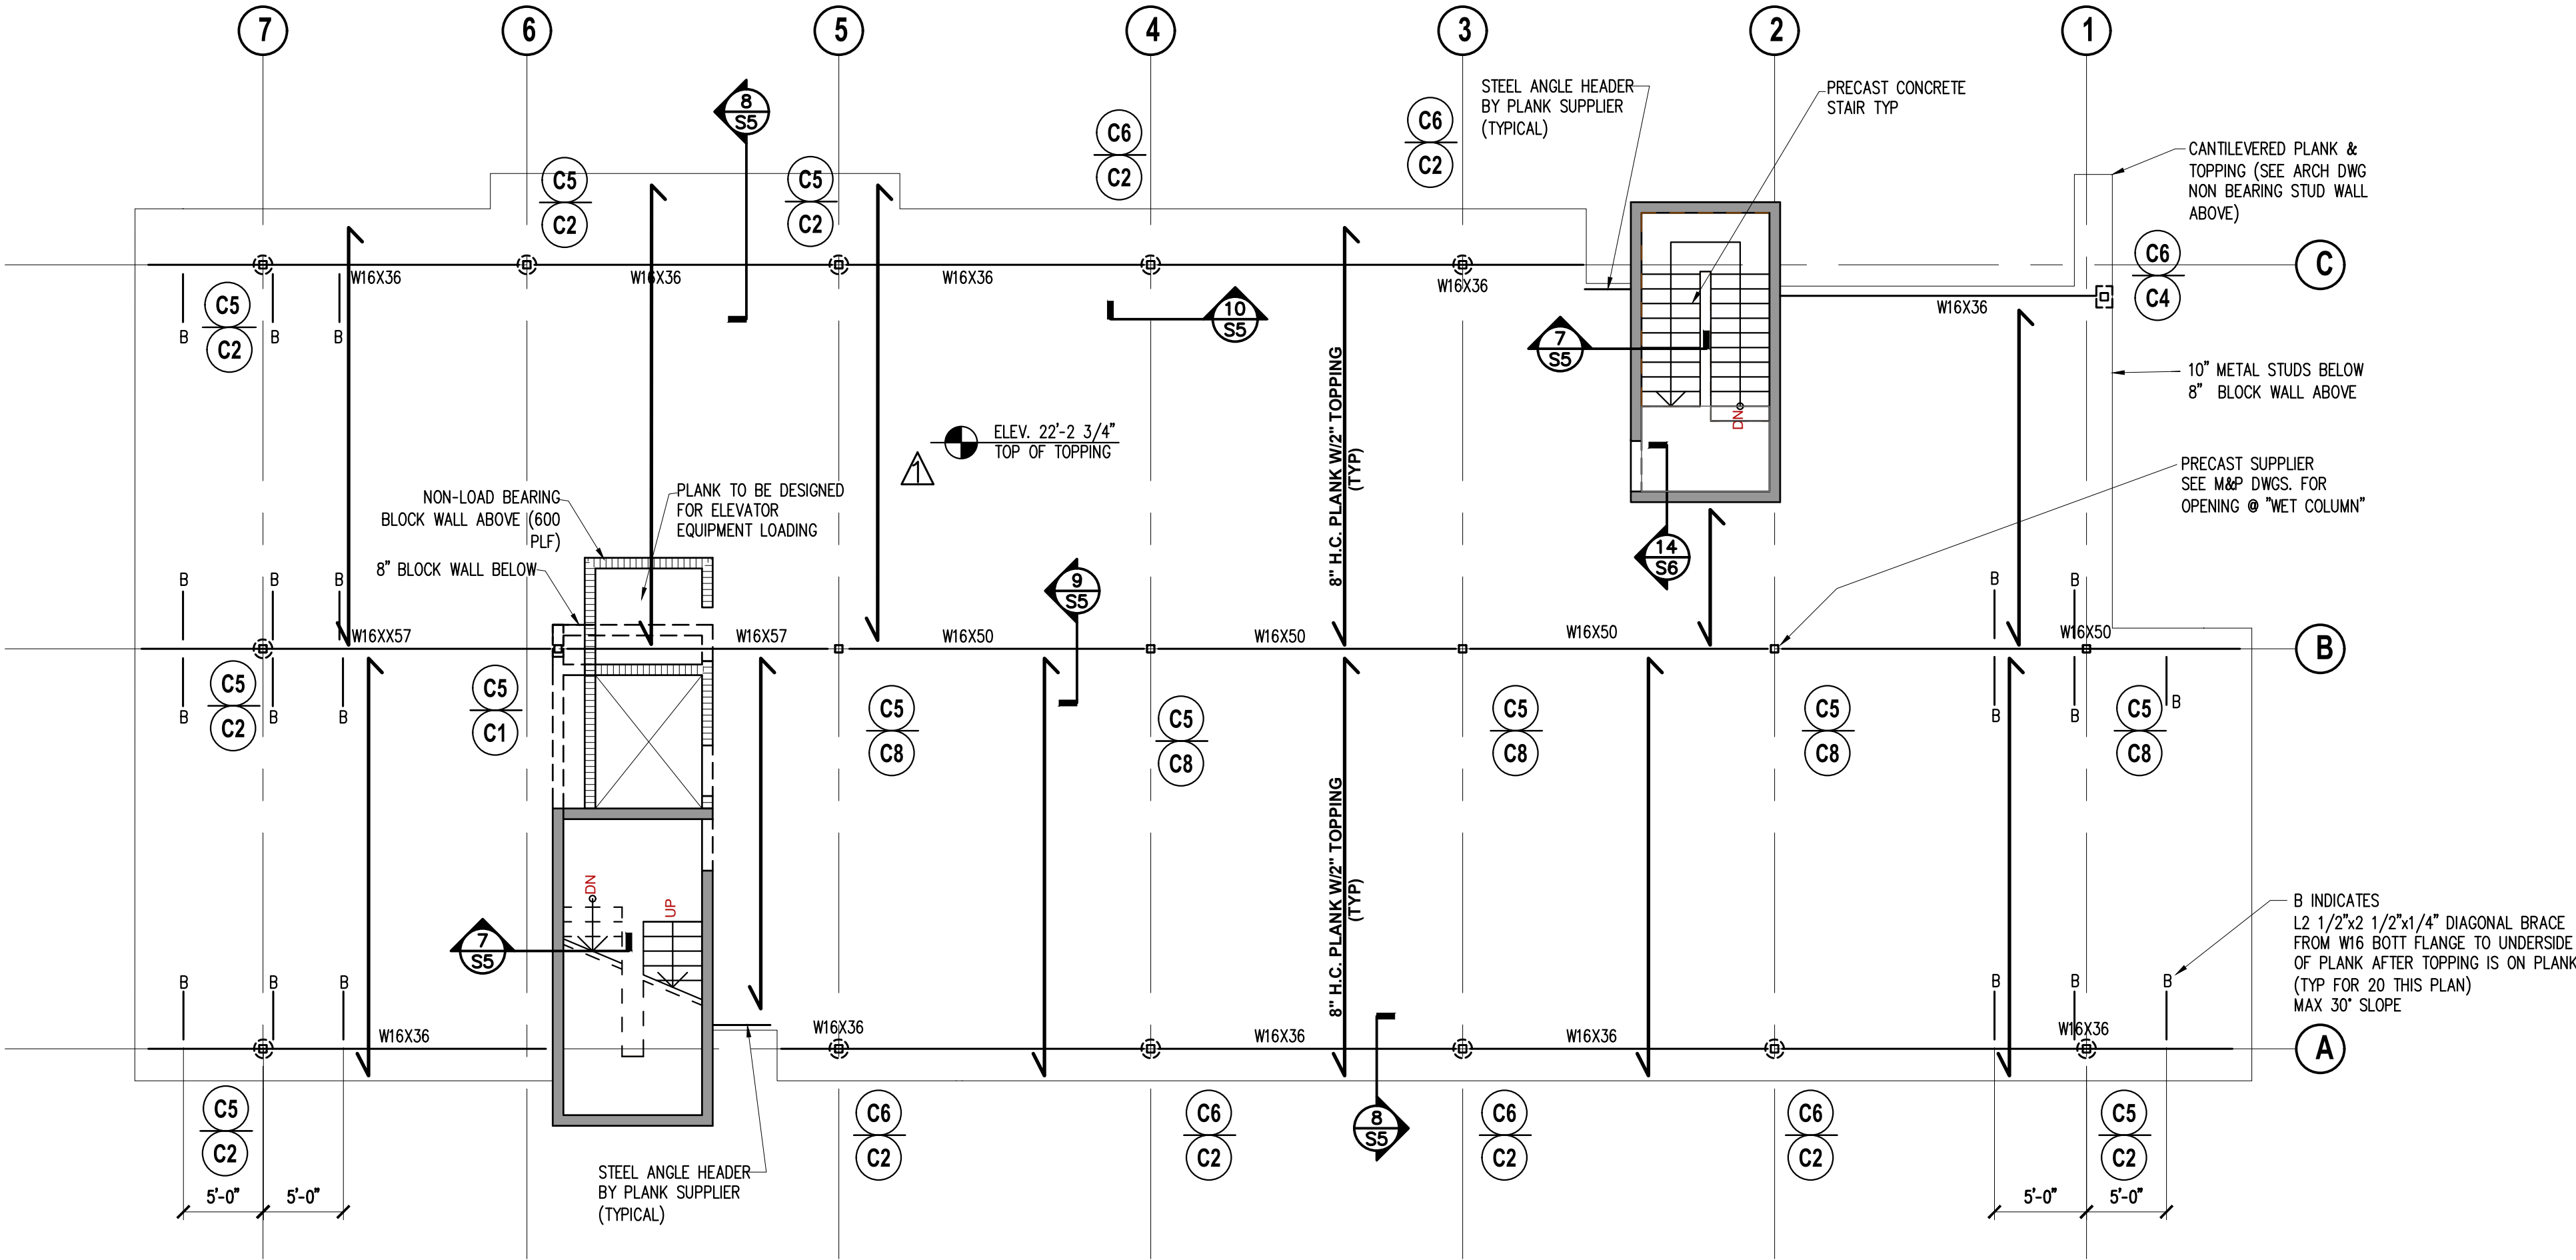 7
6
5
4
3
2
1
8
S5
STEEL ANGLE HEADER
BY PLANK SUPPLIER
(TYPICAL)
PRECAST CONCRETE
STAIR TYP
C6
C2
C6
C2
CANTILEVERED PLANK &
TOPPING (SEE ARCH DWG
NON BEARING STUD WALL
ABOVE)
C5
C2
C5
C2
C6
C4
C
W16X36
W16X36
W16X36
W16X36
W16X36
C5
C2
B
B
B
10
S5
7
S5
10" METAL STUDS BELOW
8" BLOCK WALL ABOVE
DN
ELEV. 22'-2 3/4"
TOP OF TOPPING
1
8" H.C. PLANK W/2" TOPPING
(TYP)
PRECAST SUPPLIER
SEE M&P DWGS. FOR
OPENING @ "WET COLUMN"
NON-LOAD BEARING
BLOCK WALL ABOVE (600
PLF)
PLANK TO BE DESIGNED
FOR ELEVATOR
EQUIPMENT LOADING
8" BLOCK WALL BELOW
14
S6
9
S5
B
B
B
B
B
W16XX57
W16X57
W16X50
W16X50
W16X50
W16X50
B
C5
C2
C5
C1
C5
C8
C5
C8
C5
C8
C5
C8
C5
C8
B
B
B
B
B
B
8" H.C. PLANK W/2" TOPPING
(TYP)
DN
UP
7
S5
B INDICATES
L2 1/2"x2 1/2"x1/4" DIAGONAL BRACE
FROM W16 BOTT FLANGE TO UNDERSIDE
OF PLANK AFTER TOPPING IS ON PLANK
(TYP FOR 20 THIS PLAN)
MAX 30° SLOPE
B
B
B
B
B
B
W16X36
W16X36
W16X36
W16X36
W16X36
A
C5
C2
C6
C2
C6
C2
8
S5
C6
C2
C6
C2
C5
C2
STEEL ANGLE HEADER
BY PLANK SUPPLIER
(TYPICAL)
5'-0"
5'-0"
5'-0"
5'-0"